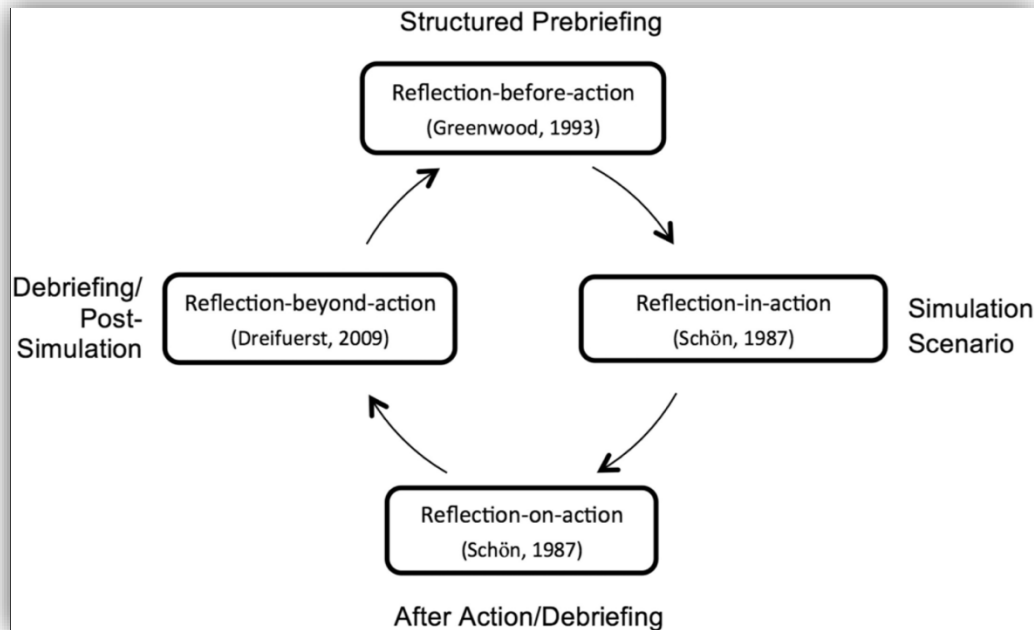 Structured Prebriefing
Reflection-before-action
(Greenwood, 1993)
Debriefing/
Post-
Simulation
Reflection-beyond-action
(Dreifuerst, 2009)
Reflection-in-action
(Schön, 1987)
Simulation
Scenario
Reflection-on-action
(Schön, 1987)
After Action/Debriefing